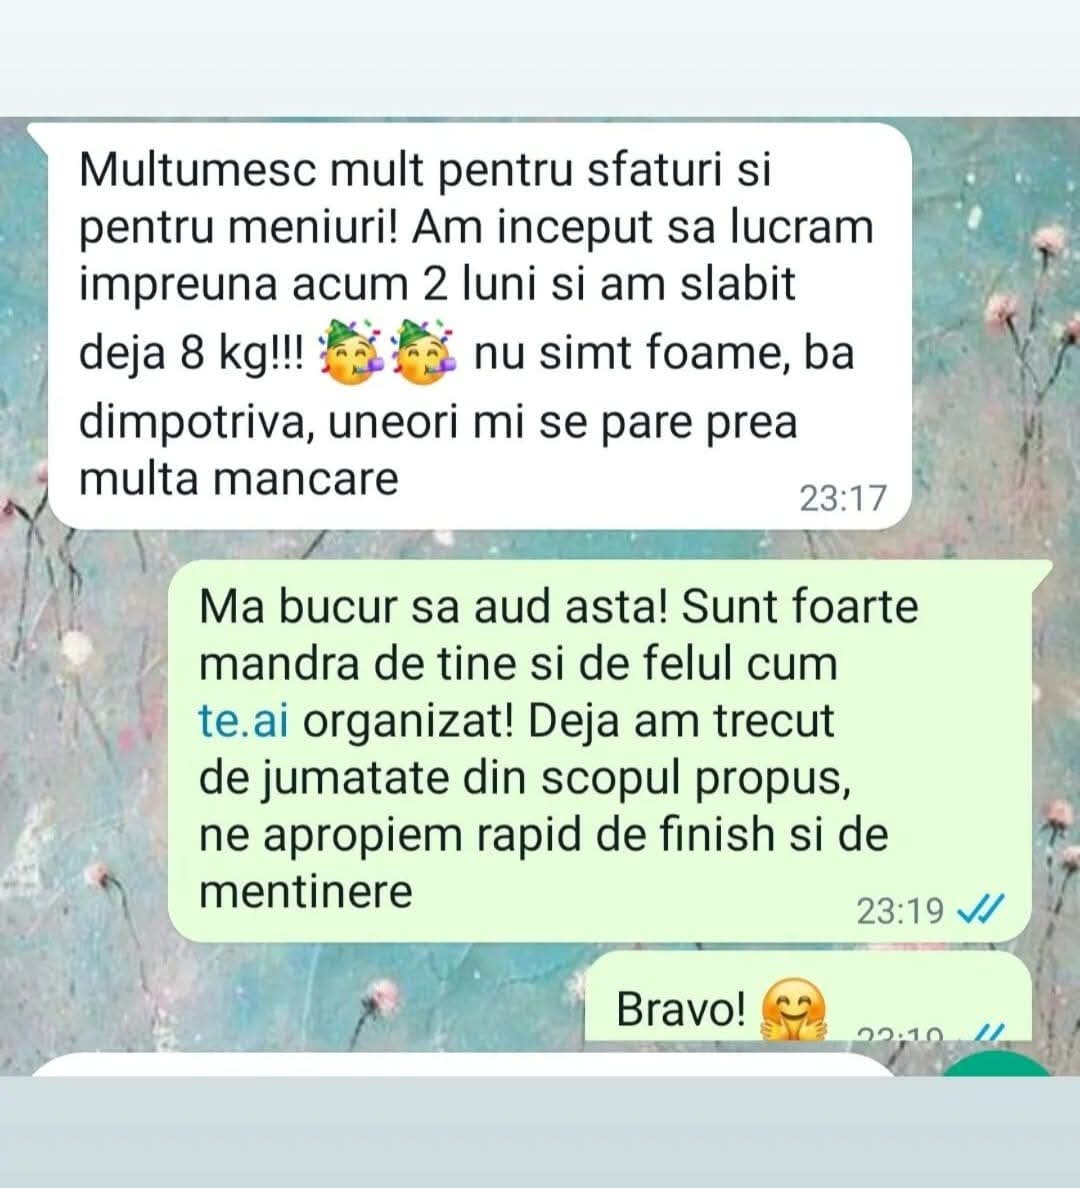 Multumesc mult pentru sfaturi si
pentru meniuri! Am inceput sa lucram
impreuna acum 2 luni si am slabit
deja 8 kg!!! 🥳🥳 nu simt foame, ba
dimpotriva, uneori mi se pare prea
multa mancare
23:17
Ma bucur sa aud asta! Sunt foarte
mandra de tine si de felul cum
te.ai organizat! Deja am trecut
de jumatate din scopul propus,
ne apropiem rapid de finish si de
mentinere
23:19
Bravo! 🤗